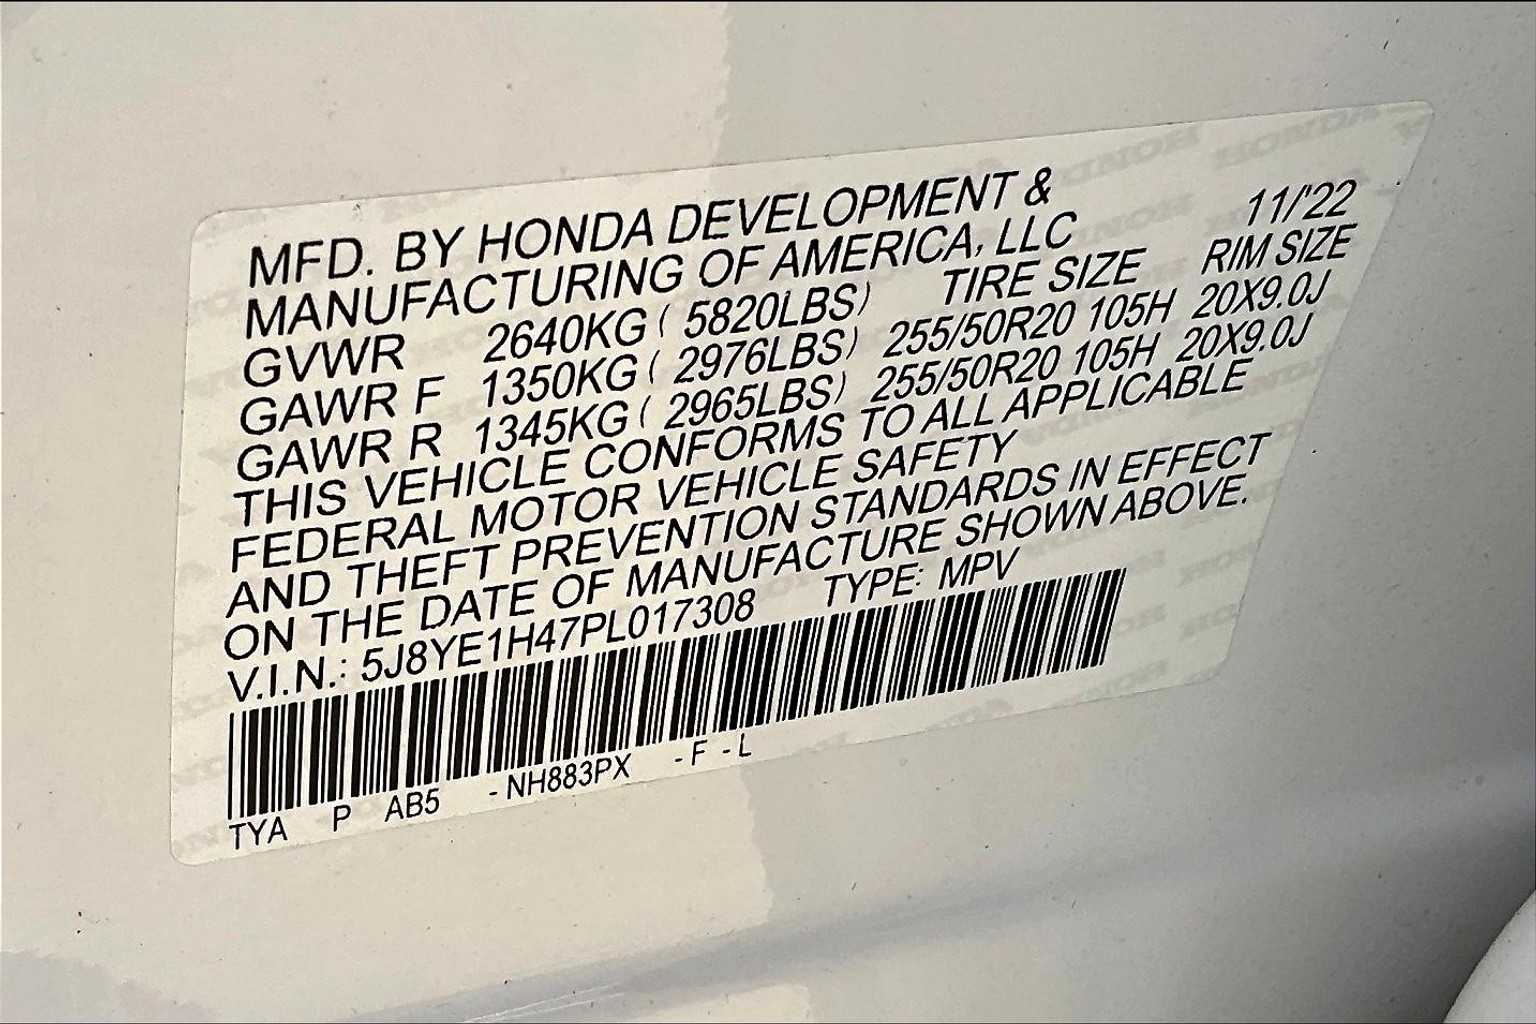 MFD. BY HONDA DEVELOPMENT & 
MANUFACTURING OF AMERICA, LLC 11/'22
GVWR 2640KG ( 5820LBS) TIRE SIZE RIM SIZE
GAWR F 1350KG ( 2976LBS) 255/50R20 105H 20X9.0J
GAWR R 1345KG ( 2965LBS) 255/50R20 105H 20X9.0J
THIS VEHICLE CONFORMS TO ALL APPLICABLE
FEDERAL MOTOR VEHICLE SAFETY
AND THEFT PREVENTION STANDARDS IN EFFECT
ON THE DATE OF MANUFACTURE SHOWN ABOVE.
V.I.N.: 5J8YE1H47PL017308 TYPE: MPV
TYA P AB5 -NH883PX -F -L